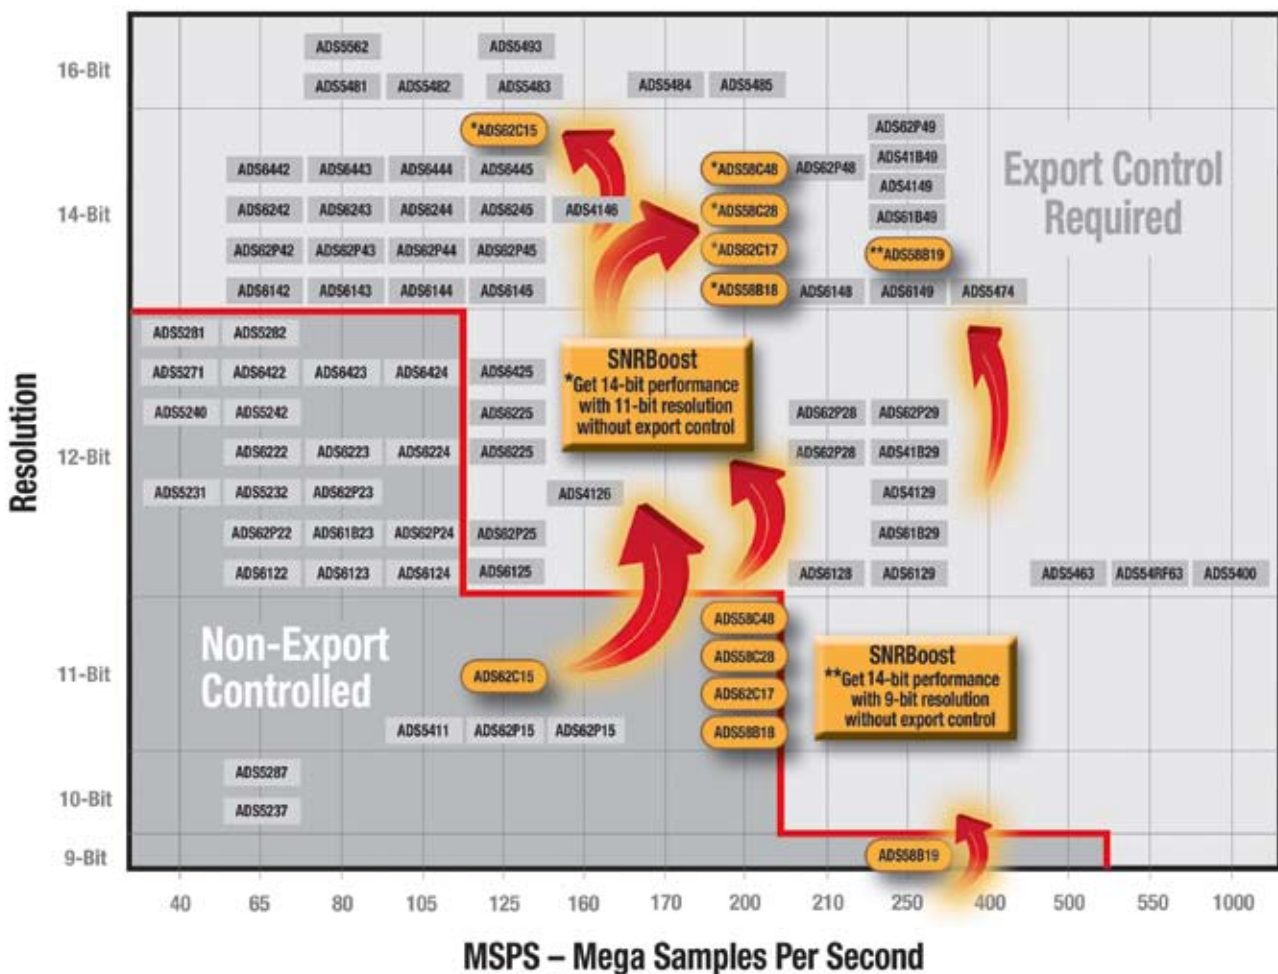 ADS5562 ADS5493
16-Bit
ADS5481 ADS5482 ADS5483 ADS5484 ADS5485
*ADS62C15 ADS62P49
ADS6442 ADS6443 ADS6444 ADS6445 *ADS58C48 ADS62P48 ADS41B49
Export Control
Required
ADS4149
14-Bit
ADS6242 ADS6243 ADS6244 ADS6245 ADS4146 *ADS58C28 ADS61B49
ADS62P42 ADS62P43 ADS62P44 ADS62P45 *ADS62C17 **ADS58B19
ADS6142 ADS6143 ADS6144 ADS6145 *ADS58B18 ADS6148 ADS6149 ADS5474
ADS5281 ADS5282
SNRBoost
*Get 14-bit performance
with 11-bit resolution
without export control
ADS5271 ADS6422 ADS6423 ADS6424 ADS6425
ADS5240 ADS5242 ADS6225 ADS62P28 ADS62P29
Resolution
12-Bit
ADS6222 ADS6223 ADS6224 ADS6225 ADS62P28 ADS41B29
ADS5231 ADS5232 ADS62P23 ADS4126 ADS4129
ADS62P22 ADS61B23 ADS62P24 ADS62P25 ADS61B29
ADS6122 ADS6123 ADS6124 ADS6125 ADS6128 ADS6129 ADS5463 ADS54RF63 ADS5400
Non-Export
Controlled
ADS58C48
ADS58C28
11-Bit
ADS62C15
ADS62C17
SNRBoost
**Get 14-bit performance
with 9-bit resolution
without export control
ADS5411 ADS62P15 ADS62P15 ADS58B18
ADS5287
10-Bit
ADS5237
9-Bit
ADS58B19
40 65 80 105 125 160 170 200 210 250 400 500 550 1000
MSPS – Mega Samples Per Second